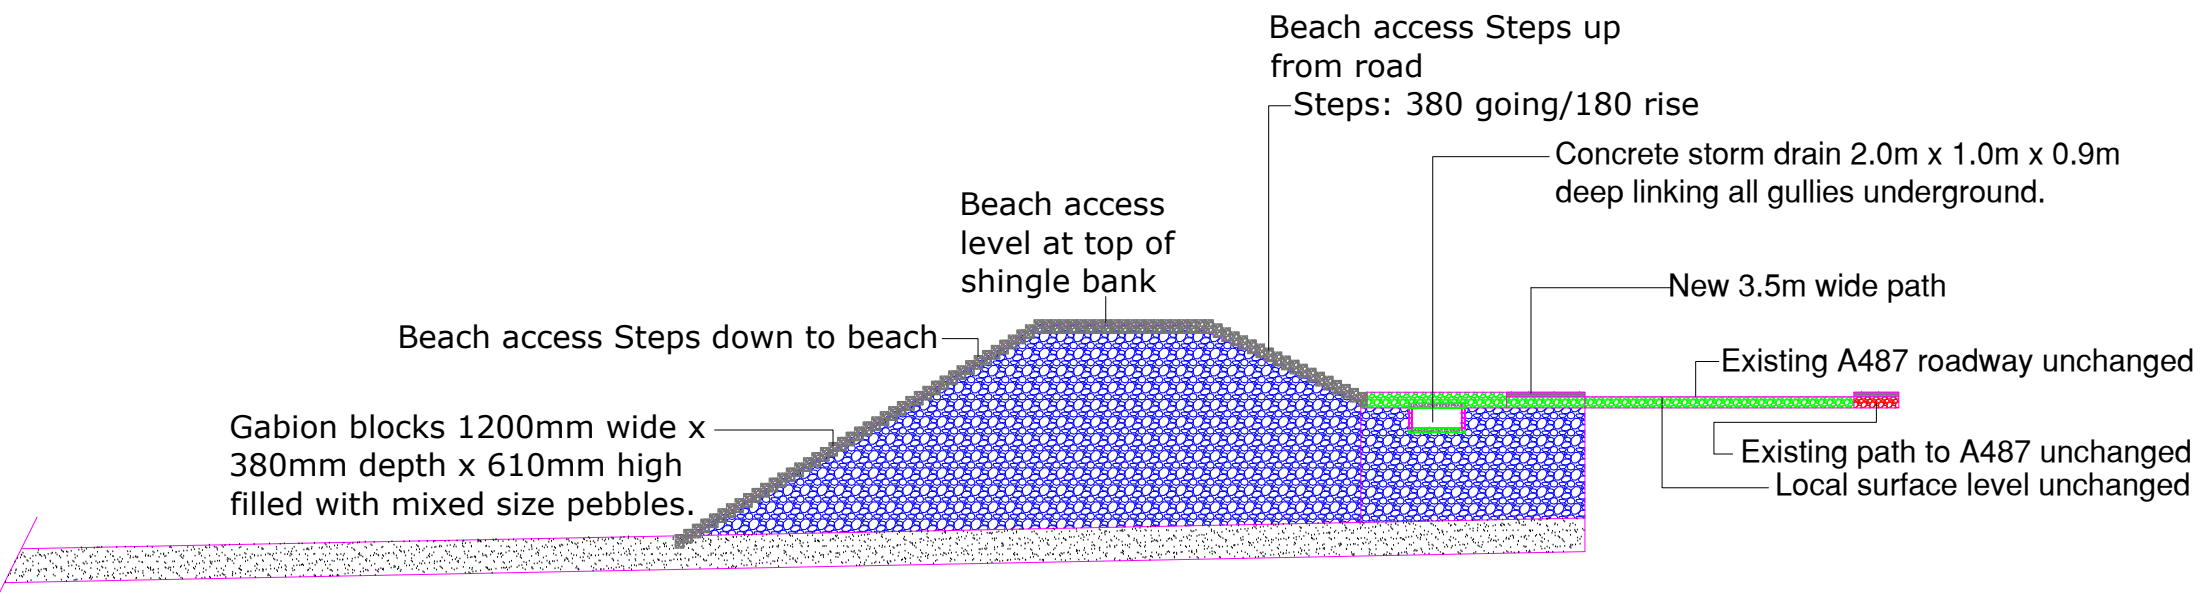 Beach access Steps up
from road
Steps: 380 going/180 rise
Concrete storm drain 2.0m x 1.0m x 0.9m
deep linking all gullies underground.
Beach access
level at top of
shingle bank
New 3.5m wide path
Beach access Steps down to beach
Existing A487 roadway unchanged
Gabion blocks 1200mm wide x
380mm depth x 610mm high
filled with mixed size pebbles.
Existing path to A487 unchanged
Local surface level unchanged